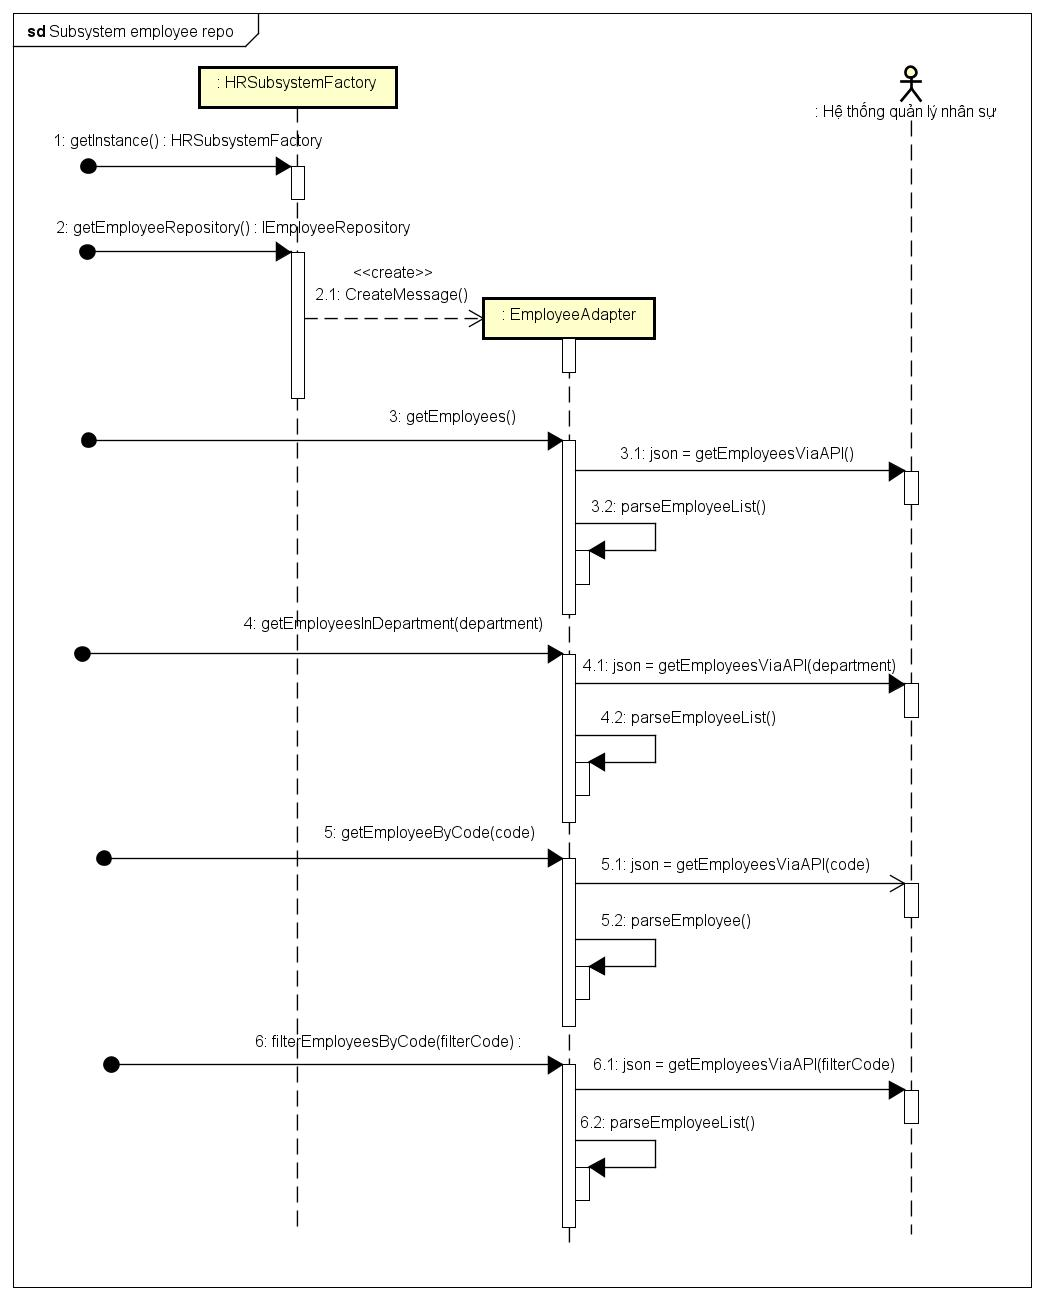 sd Subsystem employee repo
: HRSubsystemFactory
: Hệ thống quản lý nhân sự
1: getInstance() : HRSubsystemFactory
2: getEmployeeRepository() : IEmployeeRepository
<<create>>
2.1: CreateMessage()
: EmployeeAdapter
3: getEmployees()
3.1: json = getEmployeesViaAPI()
3.2: parseEmployeeList()
4: getEmployeesInDepartment(department)
4.1: json = getEmployeesViaAPI(department)
4.2: parseEmployeeList()
5: getEmployeeByCode(code)
5.1: json = getEmployeesViaAPI(code)
5.2: parseEmployee()
6: filterEmployeesByCode(filterCode) :
6.1: json = getEmployeesViaAPI(filterCode)
6.2: parseEmployeeList()